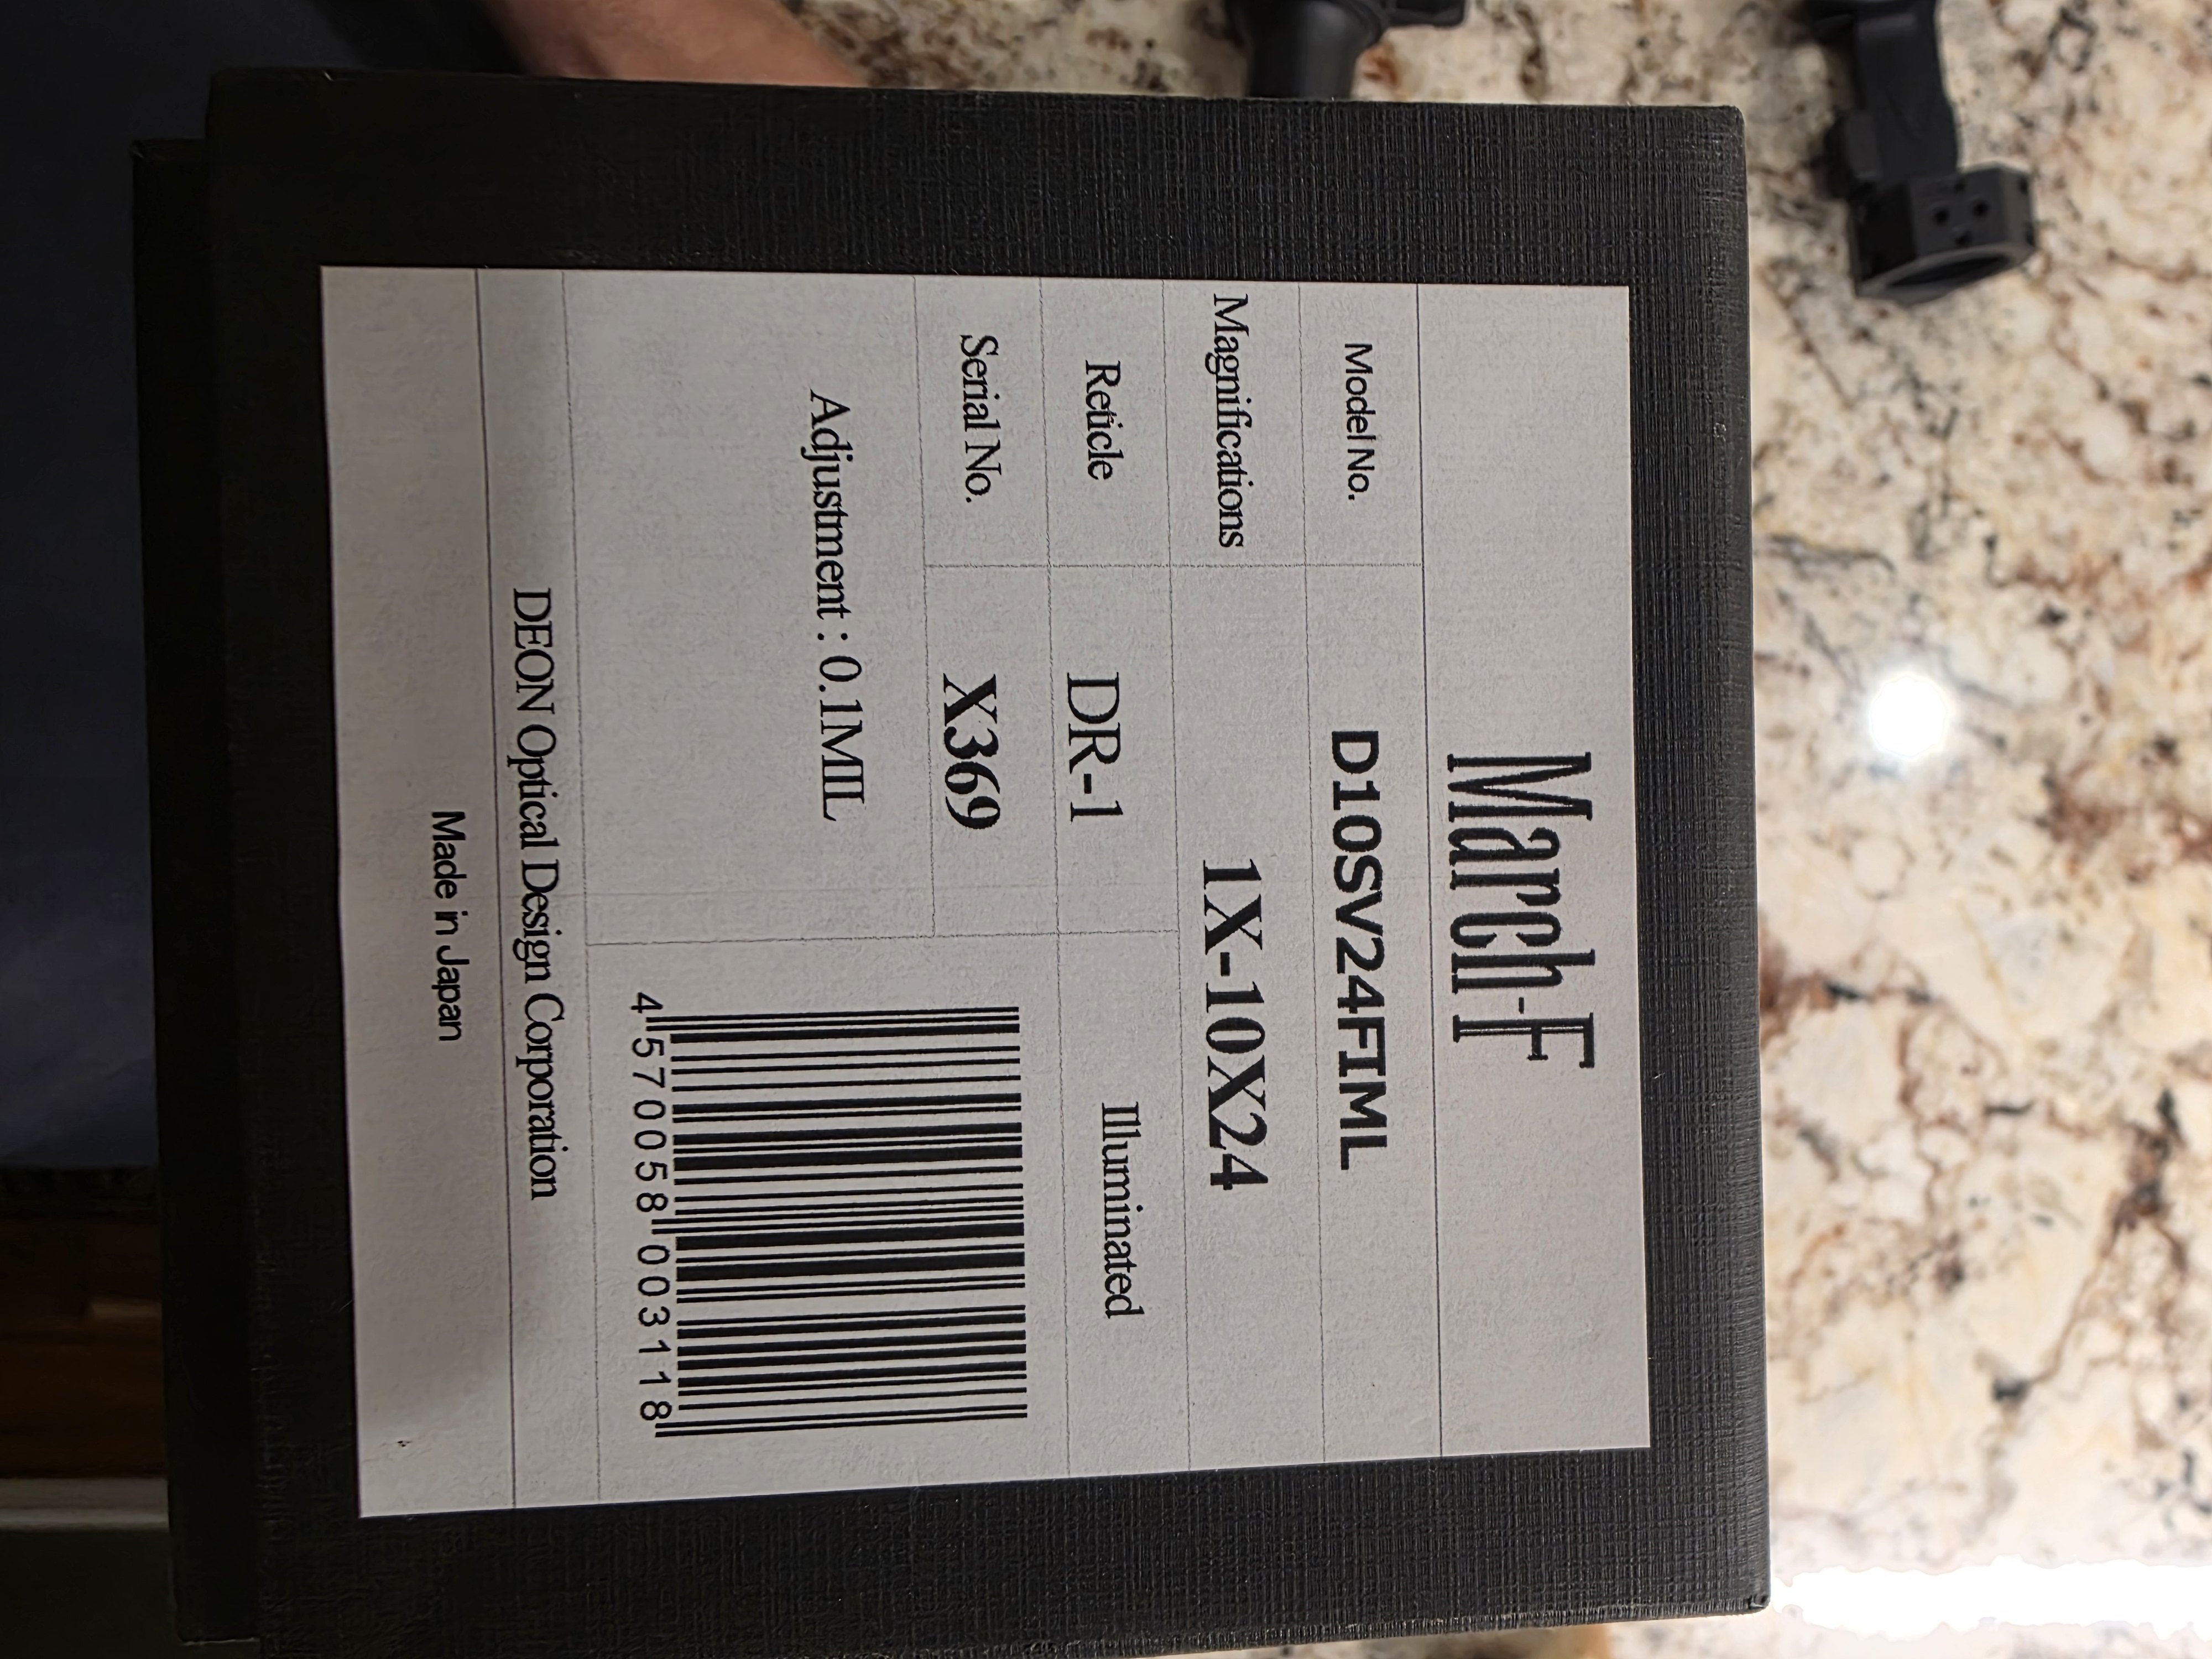 March-F
Model No. D10SV24FIML
Magnifications 1X-10X24
Reticle DR-1 Illuminated
Serial No. X369
Adjustment : 0.1MIL
4 570058 003118
DEON Optical Design Corporation
Made in Japan